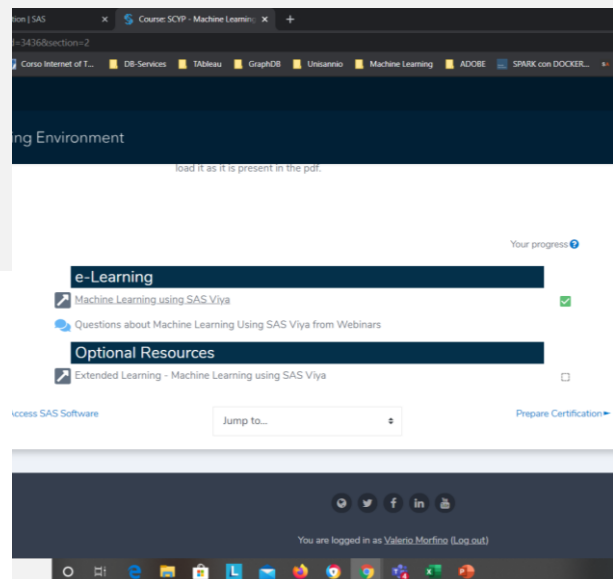 tion | SAS
Course: SCYP - Machine Learning
d=3436&section=2
Corso Internet of T... DB-Services TAbleau GraphDB Unisannio Machine Learning ADOBE SPARK con DOCKER...
ing Environment
load it as it is present in the pdf.
Your progress
e-Learning
Machine Learning using SAS Viya
Questions about Machine Learning Using SAS Viya from Webinars
Optional Resources
Extended Learning - Machine Learning using SAS Viya
Access SAS Software
Jump to...
Prepare Certification
You are logged in as Valerio Morfino (Log out)